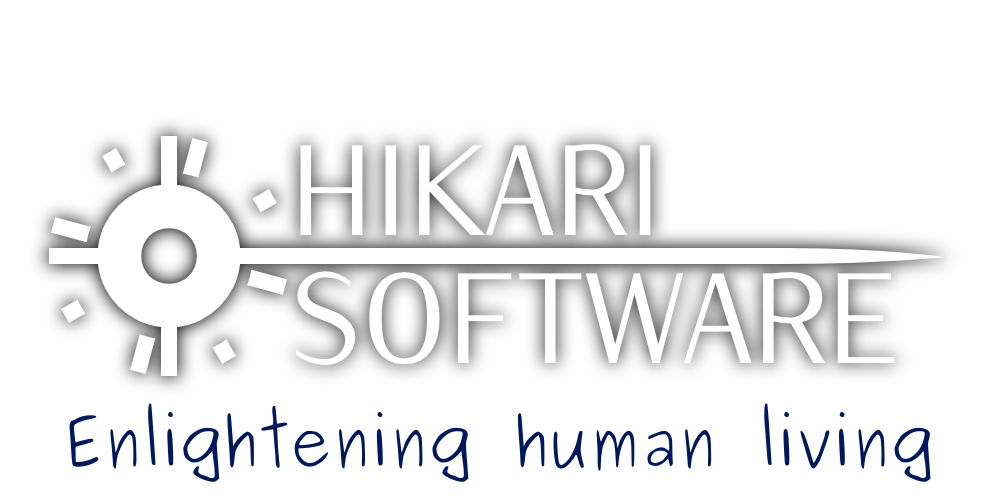 HIKARI
SOFTWARE
Enlightening human living